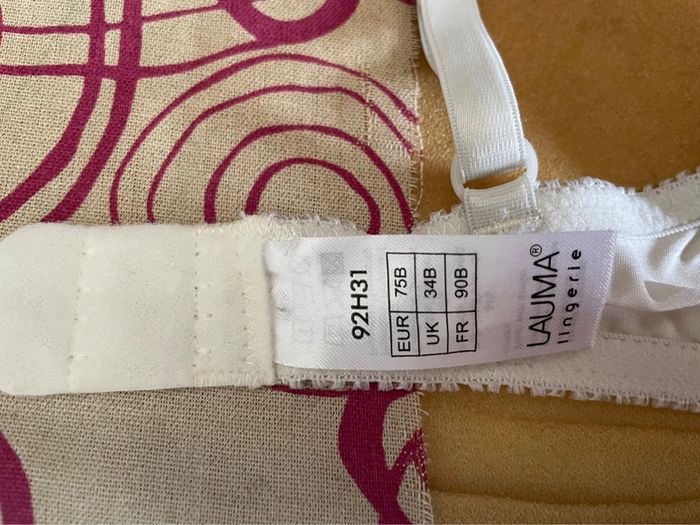 92H31
EUR 75B
UK 34B
FR 90B
LAUMA®
lingerie